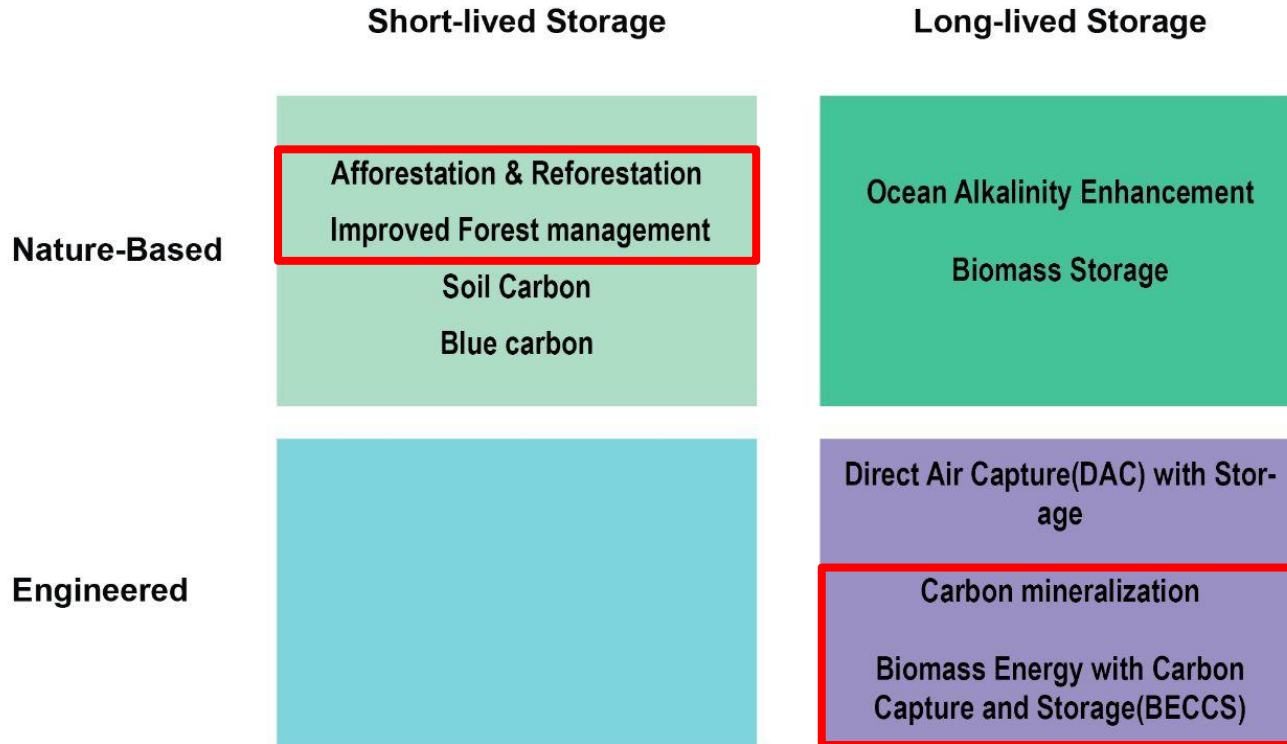 Short-lived Storage
Long-lived Storage
Nature-Based
Afforestation & Reforestation
Improved Forest management
Soil Carbon
Blue carbon
Ocean Alkalinity Enhancement
Biomass Storage
Engineered
Direct Air Capture(DAC) with Stor-
age
Carbon mineralization
Biomass Energy with Carbon
Capture and Storage(BECCS)